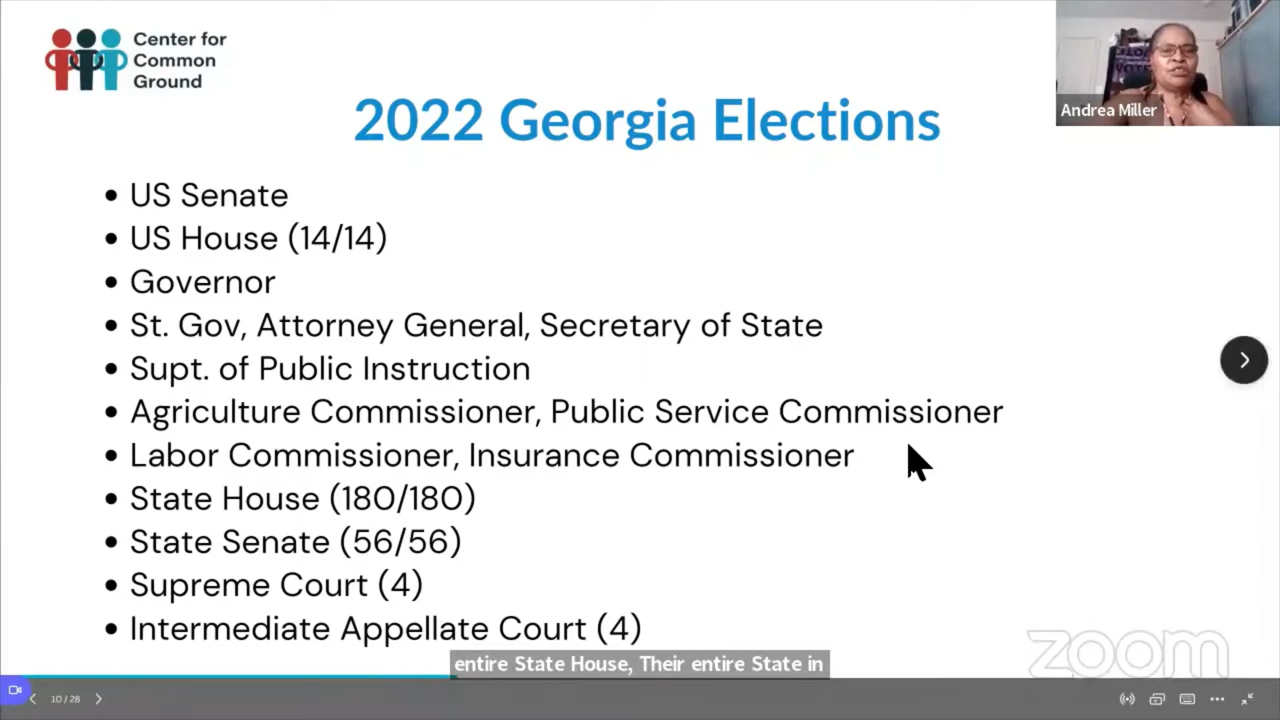 Center for
Common
Ground
Andrea Miller
2022 Georgia Elections
• US Senate
• US House (14/14)
• Governor
• St. Gov, Attorney General, Secretary of State
• Supt. of Public Instruction
• Agriculture Commissioner, Public Service Commissioner
• Labor Commissioner, Insurance Commissioner
• State House (180/180)
• State Senate (56/56)
• Supreme Court (4)
• Intermediate Appellate Court (4)
entire State House, Their entire State in
zoom
10 / 28